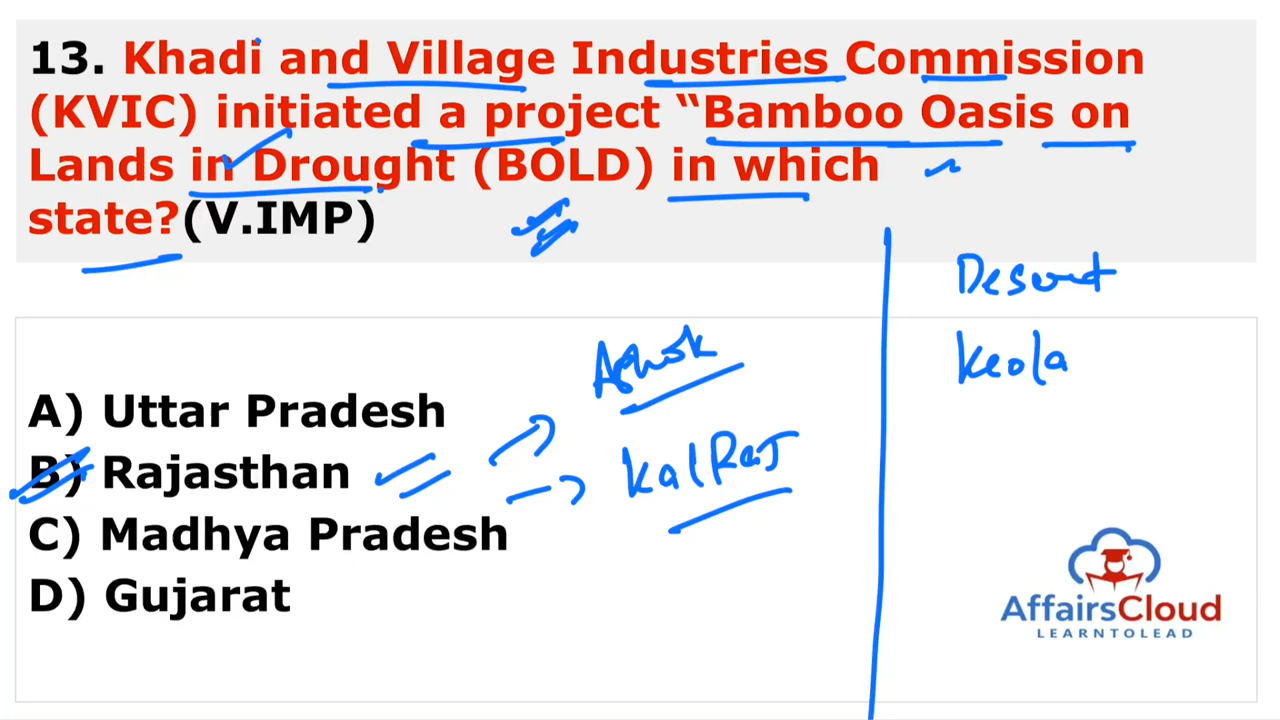 13. Khadi and Village Industries Commission
(KVIC) initiated a project “Bamboo Oasis on
Lands in Drought (BOLD) in which
state?(V.IMP)
Desert
Keola
Ashok
A) Uttar Pradesh
KalRaJ
B) Rajasthan
C) Madhya Pradesh
D) Gujarat
AffairsCloud
LEARNTOLEAD